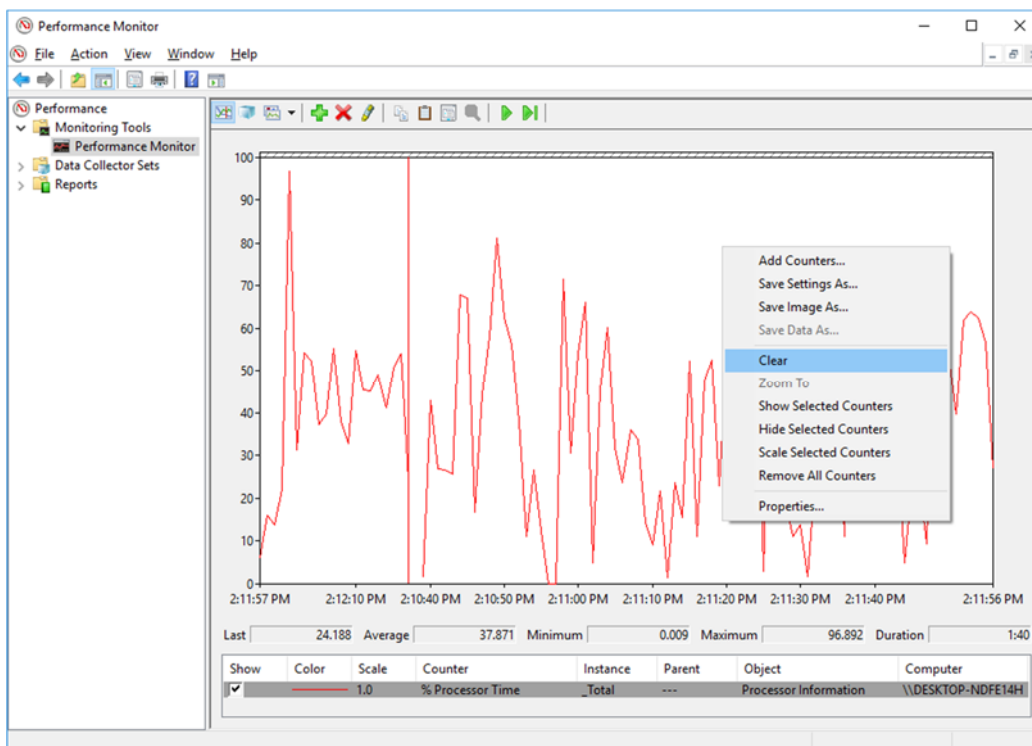 Performance Monitor
File Action View Window Help
Performance
Monitoring Tools
Performance Monitor
Data Collector Sets
Reports
100
90
80
70
60
50
40
30
20
10
0
2:11:57 PM 2:12:10 PM 2:10:40 PM 2:10:50 PM 2:11:00 PM 2:11:10 PM 2:11:20 PM 2:11:30 PM 2:11:40 PM 2:11:56 PM
Add Counters...
Save Settings As...
Save Image As...
Save Data As...
Clear
Zoom To
Show Selected Counters
Hide Selected Counters
Scale Selected Counters
Remove All Counters
Properties...
Last 24.188 Average 37.871 Minimum 0.009 Maximum 96.892 Duration 1:40
Show Color Scale Counter Instance Parent Object Computer
1.0 % Processor Time _Total --- Processor Information \\DESKTOP-NDFE14H